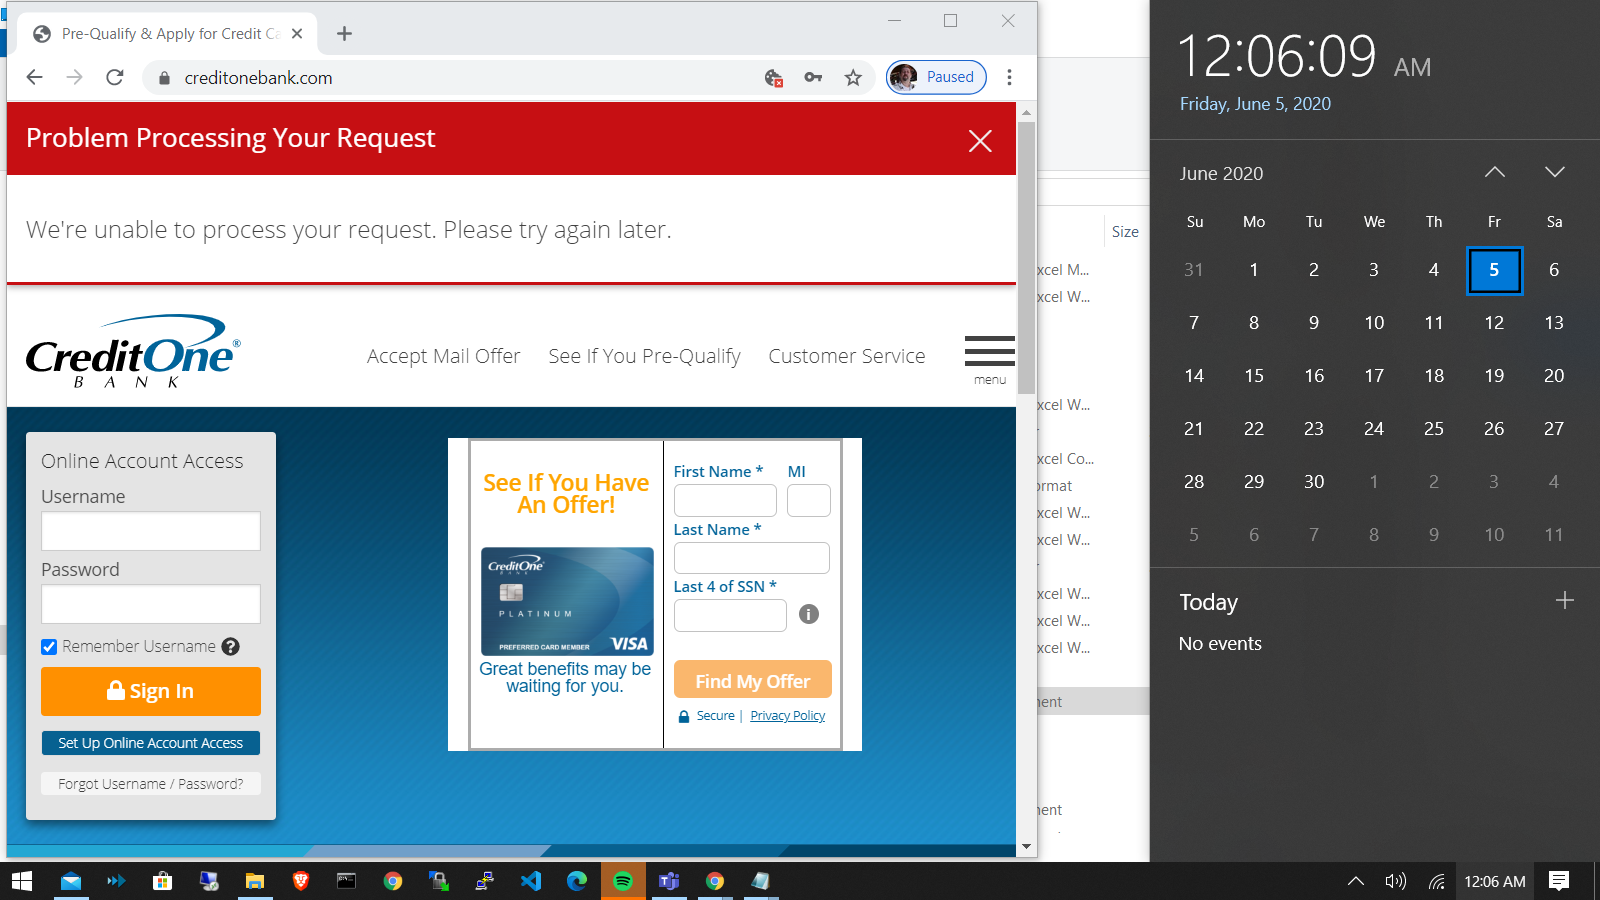 Pre-Qualify & Apply for Credit Ca
creditonebank.com
Paused
Problem Processing Your Request
We're unable to process your request. Please try again later.
CreditOne®
BANK
Accept Mail Offer
See If You Pre-Qualify
Customer Service
menu
Online Account Access
Username
Password
Remember Username
Sign In
Set Up Online Account Access
Forgot Username / Password?
See If You Have
An Offer!
CreditOne
BANK
PLATINUM
PREFERRED CARD MEMBER
VISA
Great benefits may be
waiting for you.
First Name * MI
Last Name *
Last 4 of SSN *
Find My Offer
Secure | Privacy Policy
Size
xcel M...
xcel W...
xcel W...
xcel Co...
ormat
xcel W...
xcel W...
xcel W...
xcel W...
xcel W...
nent
nent
12:06:09 AM
Friday, June 5, 2020
June 2020
Su Mo Tu We Th Fr Sa
31 1 2 3 4 5 6
7 8 9 10 11 12 13
14 15 16 17 18 19 20
21 22 23 24 25 26 27
28 29 30 1 2 3 4
5 6 7 8 9 10 11
Today
No events
12:06 AM